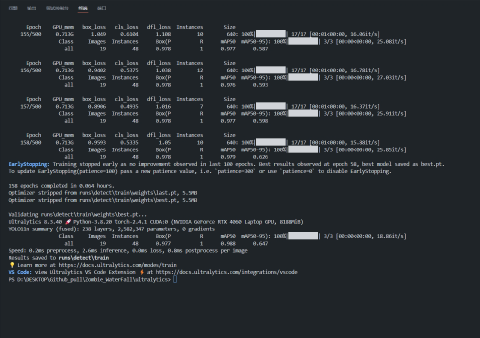 Epoch GPU_mem box_loss cls_loss dfl_loss Instances Size
155/500 0.713G 1.049 0.6104 1.108 10 640: 100% 17/17 [00:01<00:00, 16.06it/s]
Class Images Instances Box(P R mAP50 mAP50-95): 100% 3/3 [00:00<00:00, 25.08it/s]
all 19 48 0.978 1 0.977 0.587
Epoch GPU_mem box_loss cls_loss dfl_loss Instances Size
156/500 0.713G 0.9402 0.5375 1.038 12 640: 100% 17/17 [00:01<00:00, 16.78it/s]
Class Images Instances Box(P R mAP50 mAP50-95): 100% 3/3 [00:00<00:00, 27.03it/s]
all 19 48 0.978 1 0.976 0.593
Epoch GPU_mem box_loss cls_loss dfl_loss Instances Size
157/500 0.713G 0.8906 0.4935 1.016 7 640: 100% 17/17 [00:01<00:00, 16.37it/s]
Class Images Instances Box(P R mAP50 mAP50-95): 100% 3/3 [00:00<00:00, 25.91it/s]
all 19 48 0.978 1 0.978 0.598
Epoch GPU_mem box_loss cls_loss dfl_loss Instances Size
158/500 0.713G 0.9593 0.5335 1.05 10 640: 100% 17/17 [00:01<00:00, 15.88it/s]
Class Images Instances Box(P R mAP50 mAP50-95): 100% 3/3 [00:00<00:00, 25.05it/s]
all 19 48 0.978 1 0.979 0.626
EarlyStopping: Training stopped early as no improvement observed in last 100 epochs. Best results observed at epoch 58, best model saved as best.pt.
To update EarlyStopping(patience=100) pass a new patience value, i.e. `patience=300` or use `patience=0` to disable EarlyStopping.
158 epochs completed in 0.064 hours.
Optimizer stripped from runs\detect\train\weights\last.pt, 5.5MB
Optimizer stripped from runs\detect\train\weights\best.pt, 5.5MB
Validating runs\detect\train\weights\best.pt...
Ultralytics 8.3.40 🚀 Python-3.8.20 torch-2.4.1 CUDA:0 (NVIDIA GeForce RTX 4060 Laptop GPU, 8188MiB)
YOLO11n summary (fused): 238 layers, 2,582,347 parameters, 0 gradients
Class Images Instances Box(P R mAP50 mAP50-95): 100% 3/3 [00:00<00:00, 18.86it/s]
all 19 48 0.977 1 0.988 0.647
Speed: 0.2ms preprocess, 2.6ms inference, 0.0ms loss, 0.8ms postprocess per image
Results saved to runs\detect\train
💡 Learn more at https://docs.ultralytics.com/modes/train
VS Code: view Ultralytics VS Code Extension ⚡ at https://docs.ultralytics.com/integrations/vscode
PS D:\DESKTOP\Github_pull\Zombie_WaterFall\ultralytics>